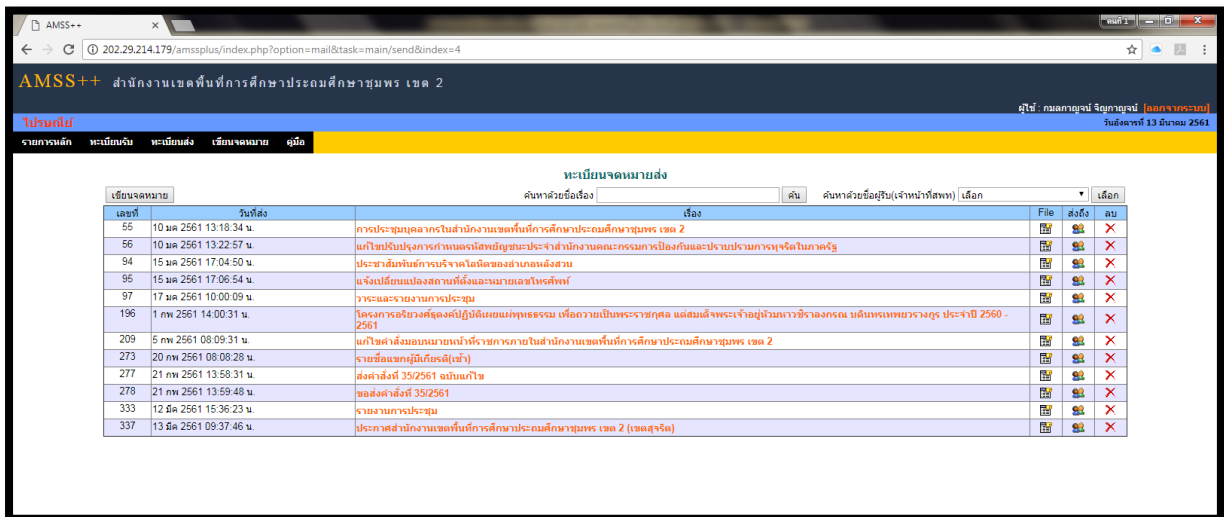 AMSS++
คนที่ 1
202.29.214.179/amssplus/index.php?option=mail&task=main/send&index=4
AMSS++ สำนักงานเขตพื้นที่การศึกษาประถมศึกษาชุมพร เขต 2
ผู้ใช้ : กมลกาญจน์ จิญกาญจน์ [ออกจากระบบ]
ไปรษณีย์ วันอังคารที่ 13 มีนาคม 2561
รายการหลัก ทะเบียนรับ ทะเบียนส่ง เขียนจดหมาย คู่มือ
ทะเบียนจดหมายส่ง
เขียนจดหมาย ค้นหาด้วยชื่อเรื่อง ค้น ค้นหาด้วยชื่อผู้รับ(เจ้าหน้าที่สพท) เลือก เลือก
เลขที่ วันที่ส่ง เรื่อง File ส่งถึง ลบ
55 10 มค 2561 13:18:34 น. การประชุมบุคลากรในสำนักงานเขตพื้นที่การศึกษาประถมศึกษาชุมพร เขต 2
56 10 มค 2561 13:22:57 น. แก้ไขปรับปรุงการกำหนดรหัสพยัญชนะประจำสำนักงานคณะกรรมการป้องกันและปราบปรามการทุจริตในภาครัฐ
94 15 มค 2561 17:04:50 น. ประชาสัมพันธ์การบริจาคโลหิตของอำเภอหลังสวน
95 15 มค 2561 17:06:54 น. แจ้งเปลี่ยนแปลงสถานที่ตั้งและหมายเลขโทรศัพท์
97 17 มค 2561 10:00:09 น. วาระและรายงานการประชุม
196 1 กพ 2561 14:00:31 น. โครงการอริยวงศ์ธุดงค์ปฏิบัติเผยแผ่พุทธธรรม เพื่อถวายเป็นพระราชกุศล แด่สมเด็จพระเจ้าอยู่หัวมหาวชิราลงกรณ บดินทรเทพยวรางกูร ประจำปี 2560 -
2561
209 5 กพ 2561 08:09:31 น. แก้ไขคำสั่งมอบหมายหน้าที่ราชการภายในสำนักงานเขตพื้นที่การศึกษาประถมศึกษาชุมพร เขต 2
273 20 กพ 2561 08:08:28 น. รายชื่อแขกผู้มีเกียรติ(เช้า)
277 21 กพ 2561 13:58:31 น. ส่งคำสั่งที่ 35/2561 ฉบับแก้ไข
278 21 กพ 2561 13:59:48 น. ขอส่งคำสั่งที่ 35/2561
333 12 มีค 2561 15:36:23 น. รายงานการประชุม
337 13 มีค 2561 09:37:46 น. ประกาศสำนักงานเขตพื้นที่การศึกษาประถมศึกษาชุมพร เขต 2 (เขตสุจริต)